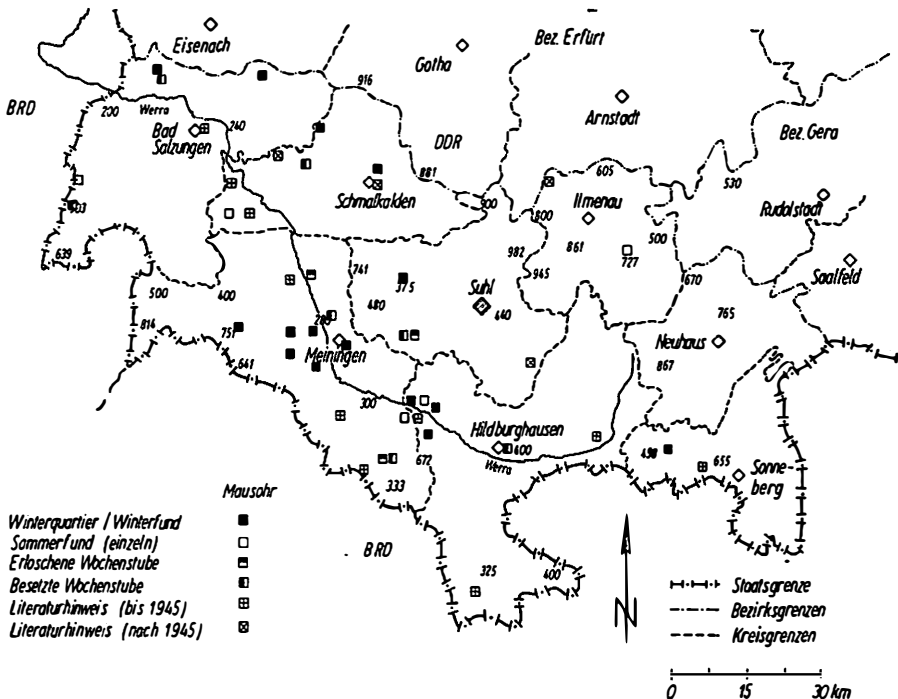 Eisenach
Gotha
Bez. Erfurt
916
BRD
200
Werra
Arnstadt
Bad
Salzungen
240
DDR
Bez. Gera
881
605
530
Schmalkalden
900
800
Ilmenau
Rudolstadt
503
982
861
500
639
741
945
727
Saalfeld
500
400
480
375
Suhl
440
670
765
814
751
280
641
Meiningen
Neuhaus
867
300
Hildburghausen
400
Werra
672
498
655
Sonne-
berg
333
BRD
325
400
Mausohr
Winterquartier / Winterfund
Sommerfund (einzeln)
Erloschene Wochenstube
Besetzte Wochenstube
Literaturhinweis (bis 1945)
Literaturhinweis (nach 1945)
N
Staatsgrenze
Bezirksgrenzen
Kreisgrenzen
0 15 30 km